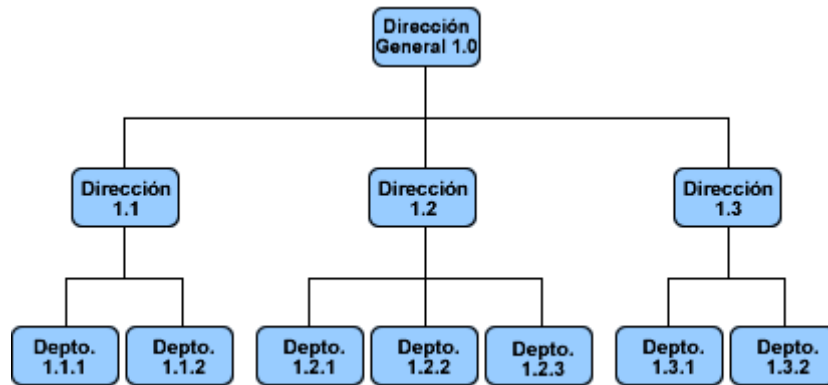 Dirección
General 1.0
Dirección
1.1
Dirección
1.2
Dirección
1.3
Depto.
1.1.1
Depto.
1.1.2
Depto.
1.2.1
Depto.
1.2.2
Depto.
1.2.3
Depto.
1.3.1
Depto.
1.3.2